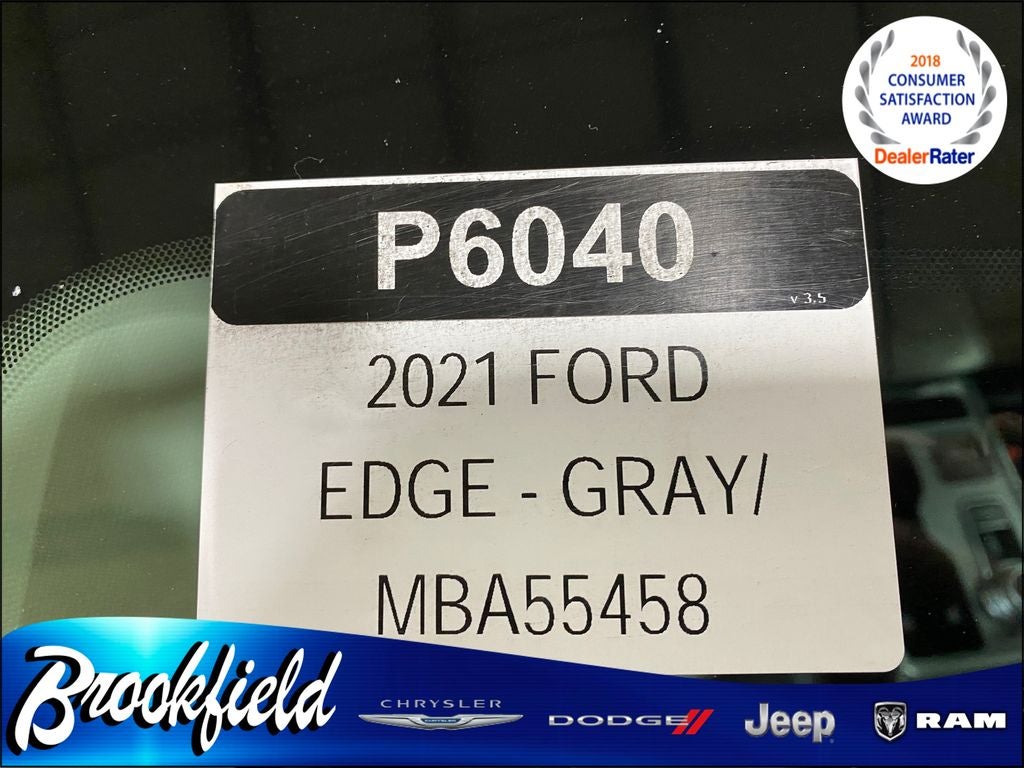 2018
CONSUMER
SATISFACTION
AWARD
DealerRater
P6040
v 3.5
2021 FORD
EDGE - GRAY/
MBA55458
Brookfield
CHRYSLER
DODGE
Jeep
RAM